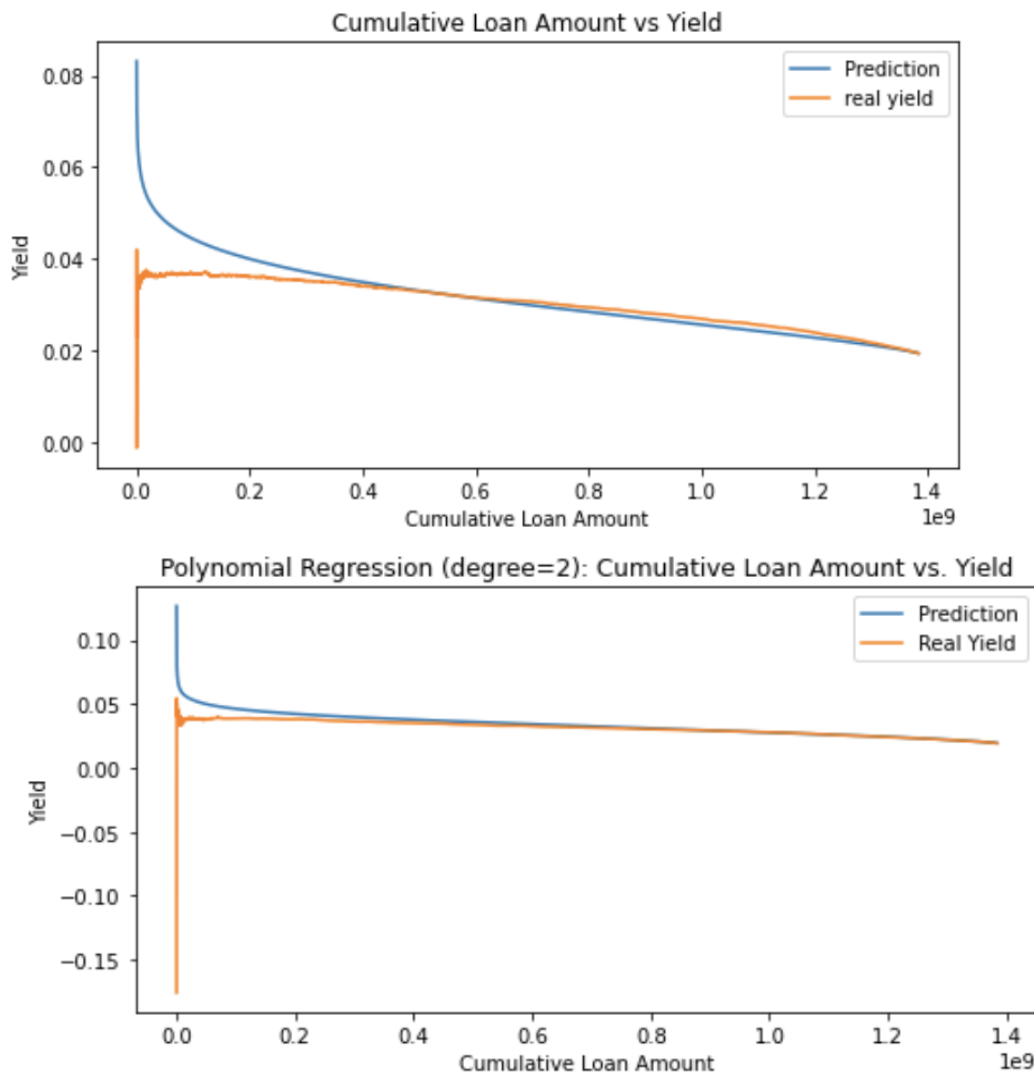 Cumulative Loan Amount vs Yield
Prediction
real yield
0.08
0.06
0.04
0.02
0.00
Yield
0.0 0.2 0.4 0.6 0.8 1.0 1.2 1.4
1e9
Cumulative Loan Amount
Polynomial Regression (degree=2): Cumulative Loan Amount vs. Yield
Prediction
Real Yield
0.10
0.05
0.00
−0.05
−0.10
−0.15
Yield
0.0 0.2 0.4 0.6 0.8 1.0 1.2 1.4
1e9
Cumulative Loan Amount